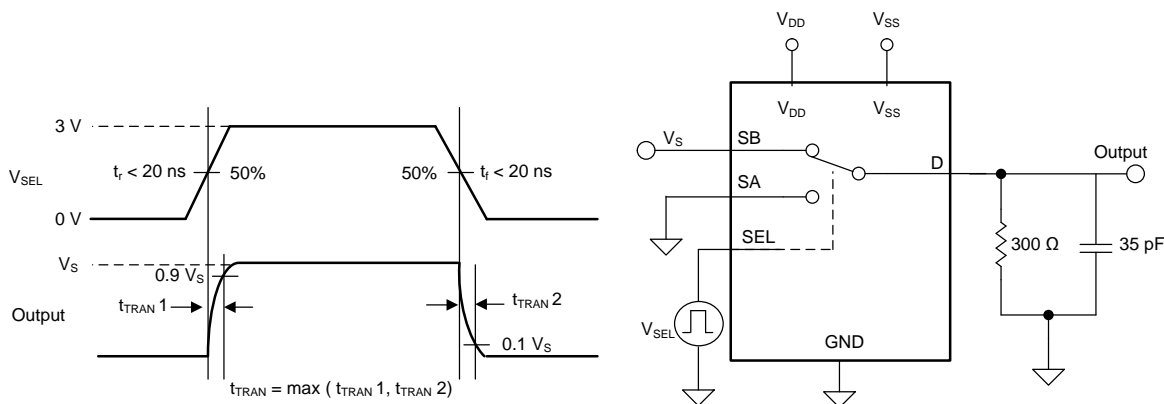 3 V
V_SEL
t_r < 20 ns
50%
50%
t_f < 20 ns
0 V
V_S
0.9 V_S
t_TRAN 1
t_TRAN 2
Output
0.1 V_S
t_TRAN = max ( t_TRAN 1, t_TRAN 2)
V_DD
V_SS
V_DD
V_SS
V_S
SB
D
Output
SA
SEL
300 Ω
35 pF
V_SEL
GND